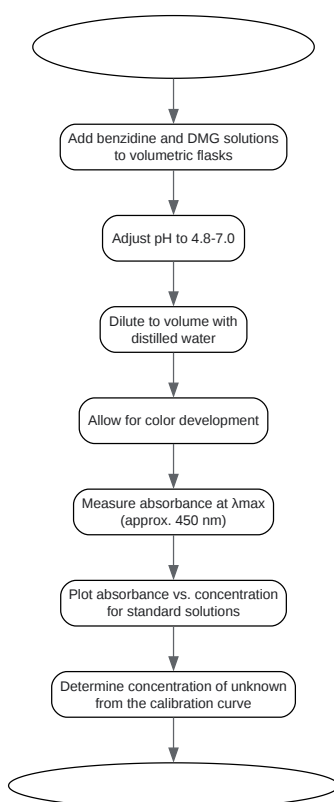 Add benzidine and DMG solutions
to volumetric flasks
Adjust pH to 4.8-7.0
Dilute to volume with
distilled water
Allow for color development
Measure absorbance at λmax
(approx. 450 nm)
Plot absorbance vs. concentration
for standard solutions
Determine concentration of unknown
from the calibration curve